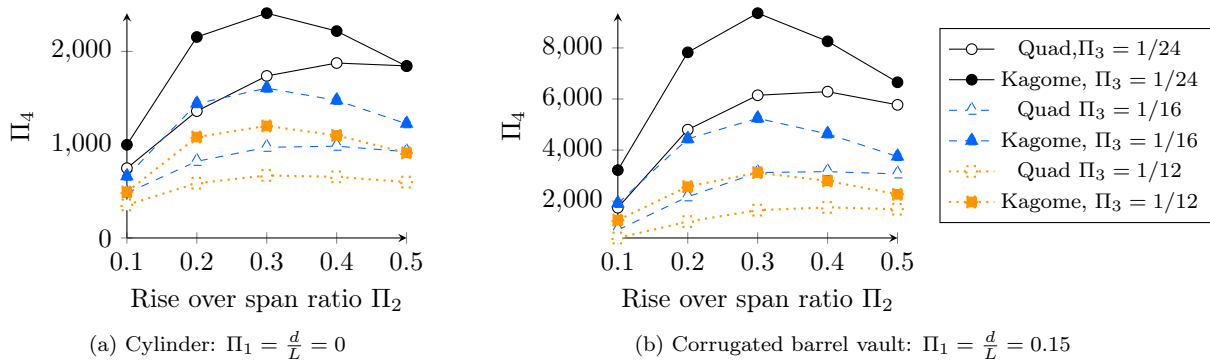 2,000
1,000
0
Π4
0.1 0.2 0.3 0.4 0.5
Rise over span ratio Π2
(a) Cylinder: Π1 = d/L = 0
8,000
6,000
4,000
2,000
Π4
0.1 0.2 0.3 0.4 0.5
Rise over span ratio Π2
(b) Corrugated barrel vault: Π1 = d/L = 0.15
Quad,Π3 = 1/24
Kagome, Π3 = 1/24
Quad Π3 = 1/16
Kagome, Π3 = 1/16
Quad Π3 = 1/12
Kagome, Π3 = 1/12